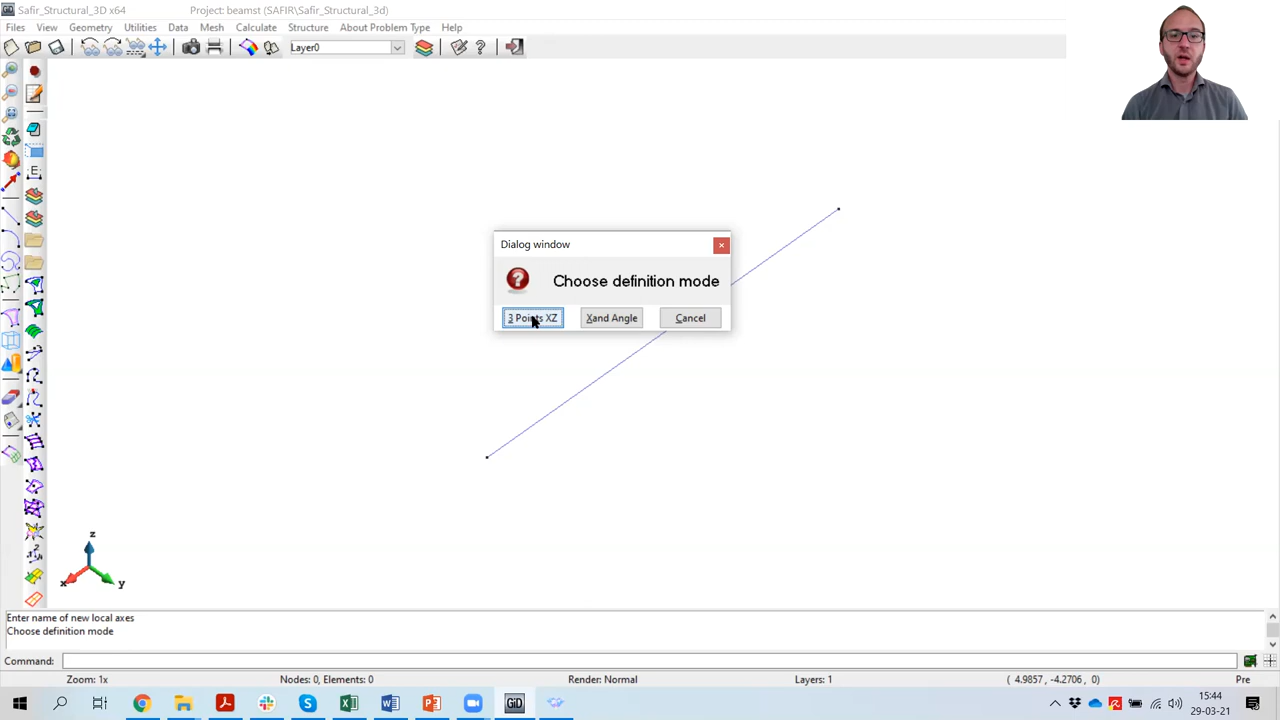 Safir_Structural_3D x64
Project: beamst (SAFIR\Safir_Structural_3d)
Files View Geometry Utilities Data Mesh Calculate Structure About Problem Type Help
Layer0
Dialog window
Choose definition mode
3 Points XZ Xand Angle Cancel
E
z
x y
Enter name of new local axes
Choose definition mode
Command:
Zoom: 1x Nodes: 0, Elements: 0 Render: Normal Layers: 1 ( 4.9857, -4.2706, 0) Pre
GiD
15:44
29-03-21